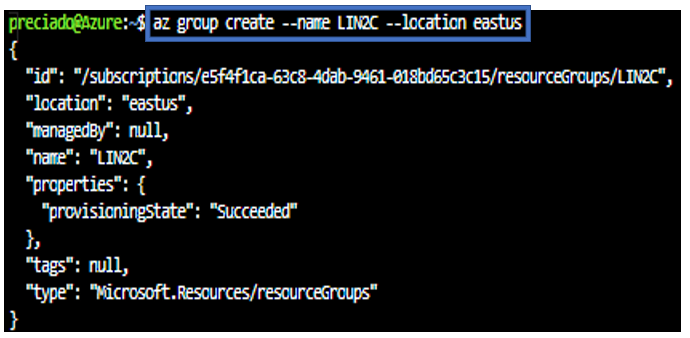 preciado@Azure:~$ az group create --name LIN2C --location eastus
{
  "id": "/subscriptions/e5f4f1ca-63c8-4dab-9461-018bd65c3c15/resourceGroups/LIN2C",
  "location": "eastus",
  "managedBy": null,
  "name": "LIN2C",
  "properties": {
    "provisioningState": "Succeeded"
  },
  "tags": null,
  "type": "Microsoft.Resources/resourceGroups"
}